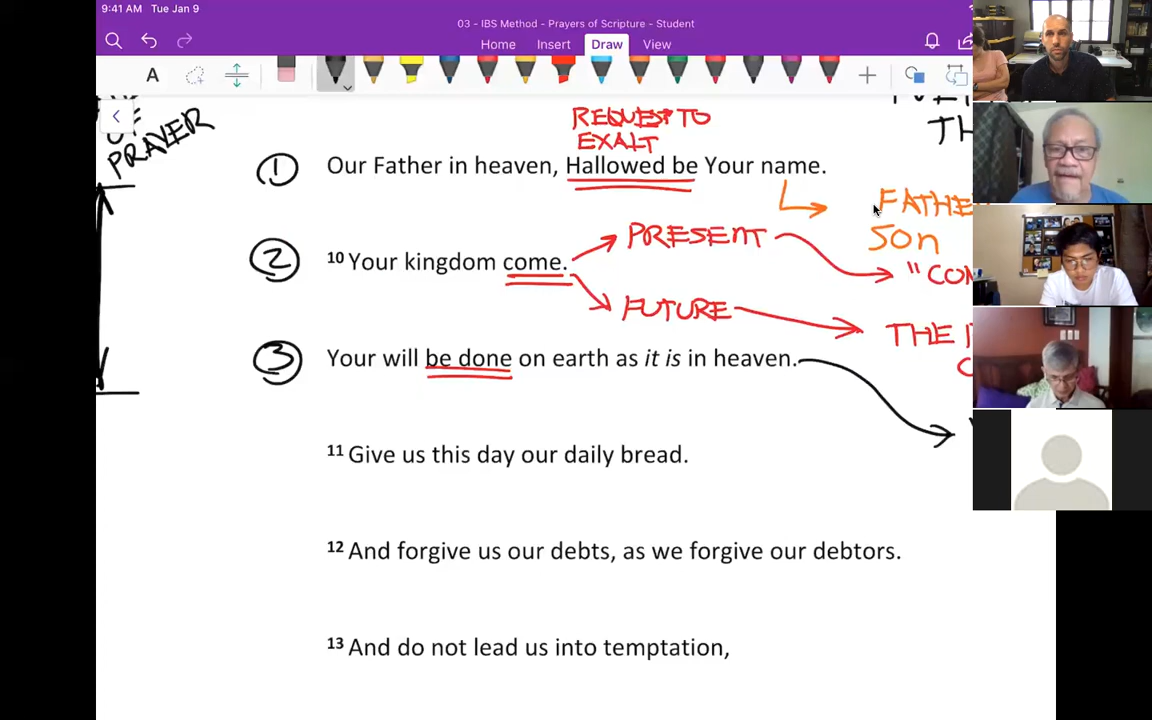 9:41 AM Tue Jan 9
03 - IBS Method - Prayers of Scripture - Student
Home Insert Draw View
A
OF
PRAYER
REQUEST TO
EXALT
TH
① Our Father in heaven, Hallowed be Your name.
FATHE
SON
② 10 Your kingdom come.
PRESENT
"COM
FUTURE
THE
③ Your will be done on earth as it is in heaven.
11 Give us this day our daily bread.
12 And forgive us our debts, as we forgive our debtors.
13 And do not lead us into temptation,